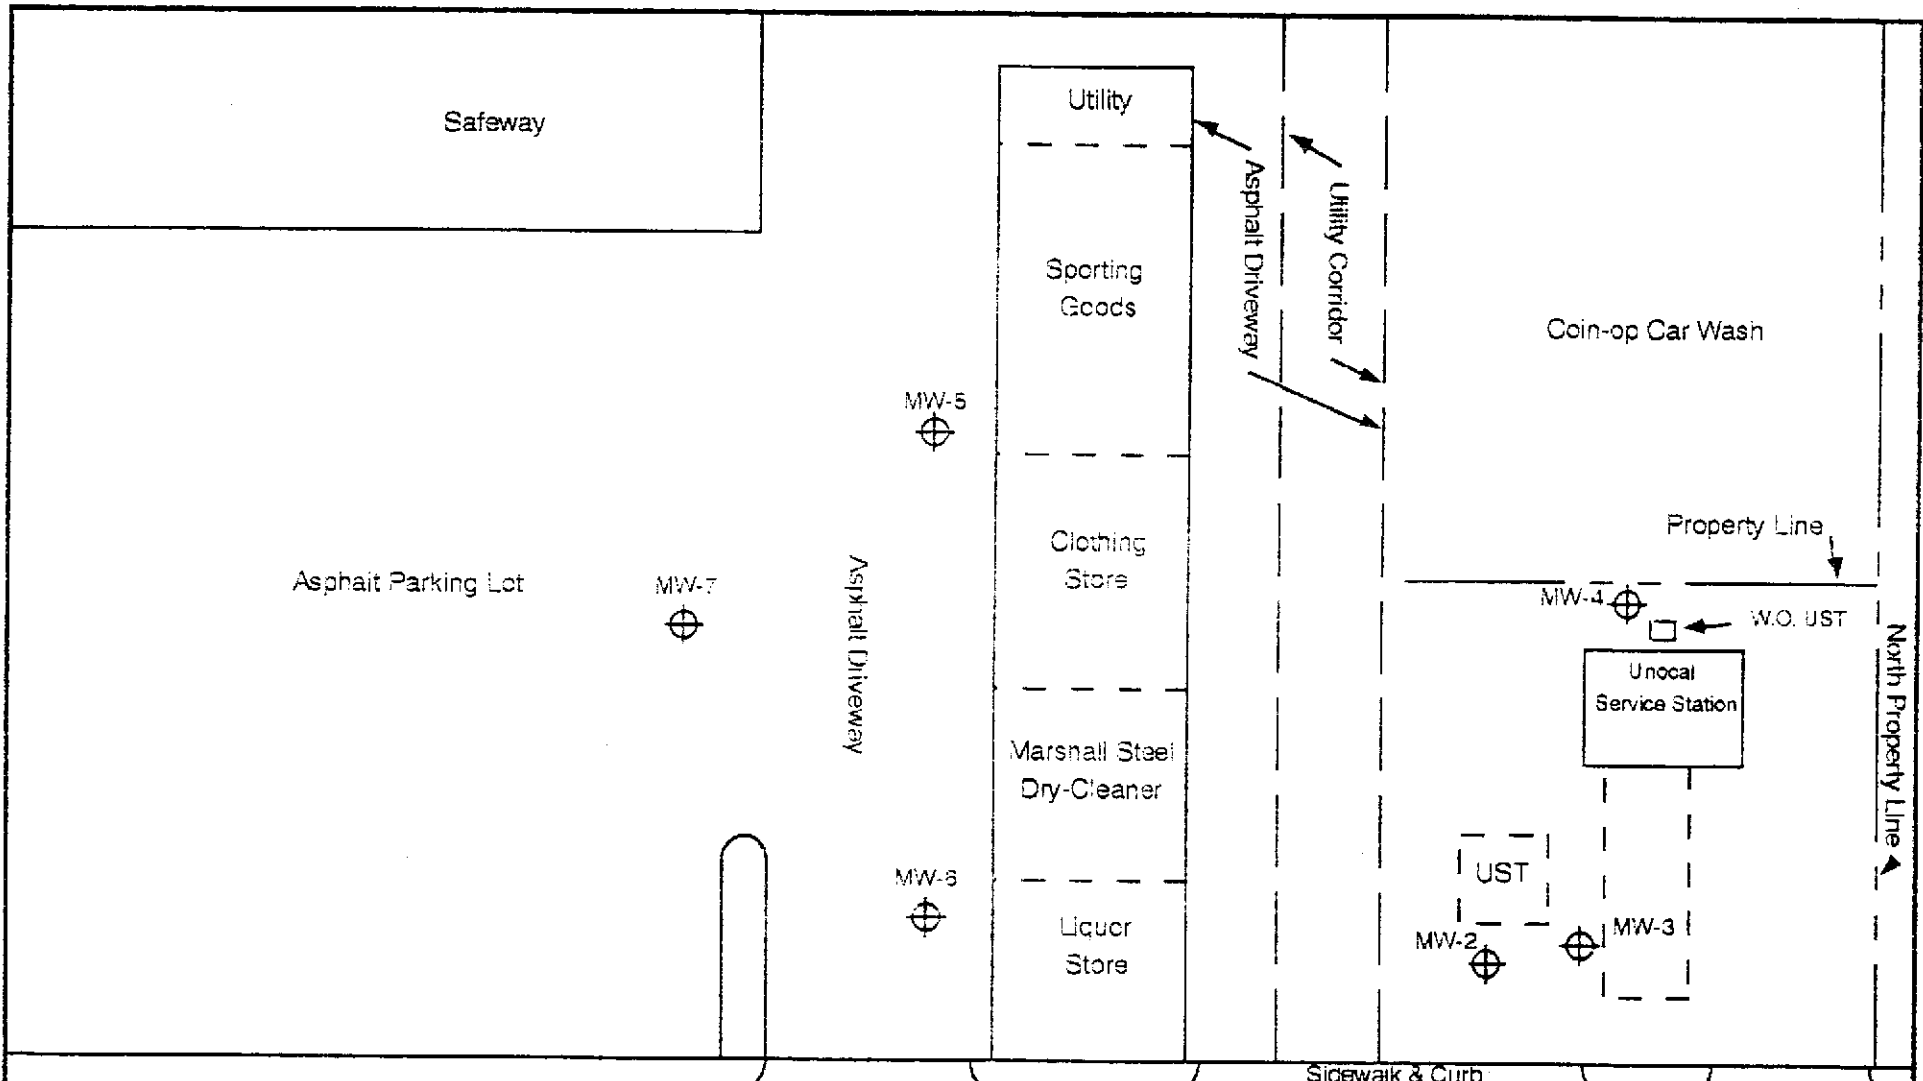 Safeway
Utility
Sporting
Goods
Asphalt Driveway
Utility Corridor
Coin-op Car Wash
MW-5
Clothing
Store
Property Line
Asphalt Parking Lot
MW-7
Asphalt Driveway
MW-4
W.O. UST
Unocal
Service Station
North Property Line
Marsnall Steel
Dry-Cleaner
MW-6
UST
Liquor
Store
MW-2
MW-3
Sidewalk & Curb